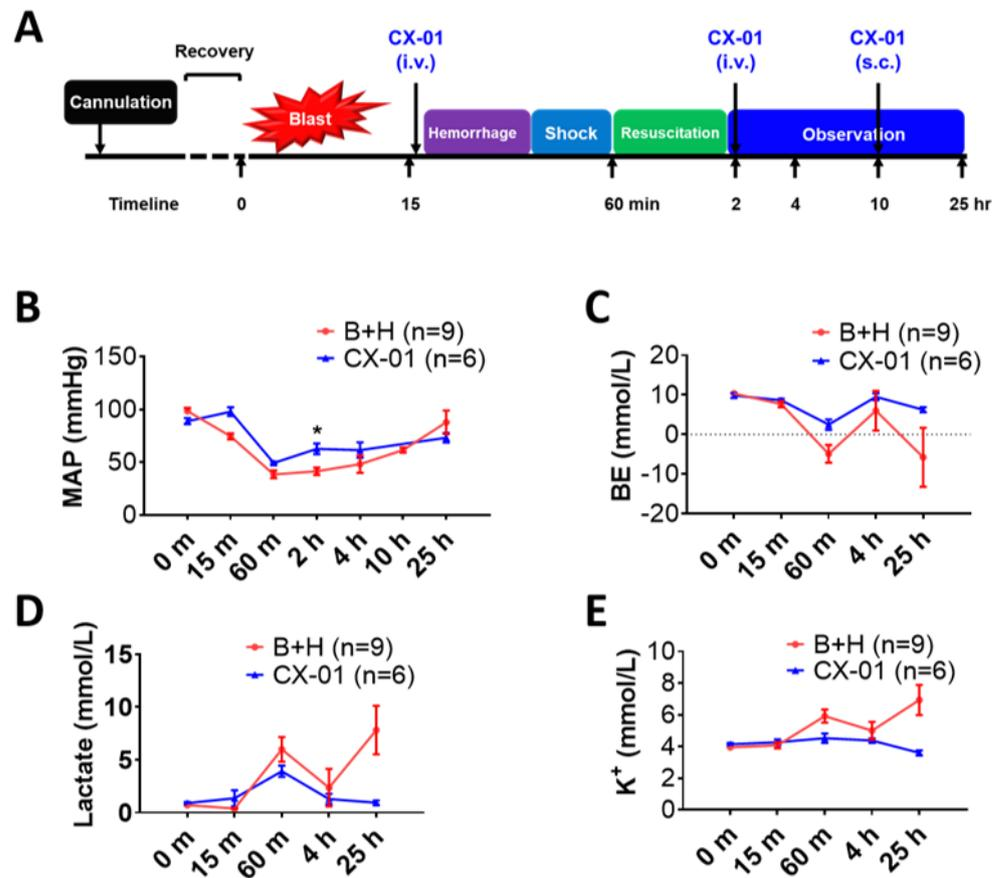 A
Recovery
CX-01
(i.v.)
CX-01
(i.v.)
CX-01
(s.c.)
Cannulation
Blast
Hemorrhage
Shock
Resuscitation
Observation
Timeline
0
15
60 min
2
4
10
25 hr
B
B+H (n=9)
CX-01 (n=6)
MAP (mmHg)
150
100
50
0
*
0 m
15 m
60 m
2 h
4 h
10 h
25 h
C
B+H (n=9)
CX-01 (n=6)
BE (mmol/L)
20
10
0
-10
-20
0 m
15 m
60 m
4 h
25 h
D
B+H (n=9)
CX-01 (n=6)
Lactate (mmol/L)
15
10
5
0
0 m
15 m
60 m
4 h
25 h
E
B+H (n=9)
CX-01 (n=6)
K⁺ (mmol/L)
10
8
6
4
2
0
0 m
15 m
60 m
4 h
25 h